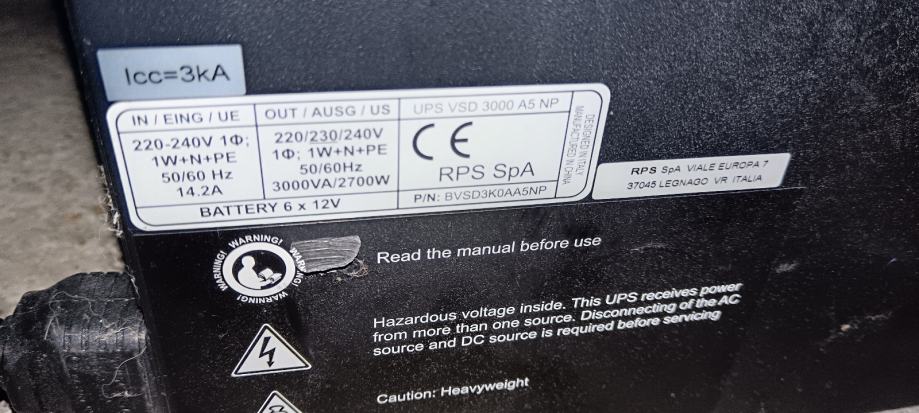 Icc=3kA
IN / EING / UE
220-240V 1Φ;
1W+N+PE
50/60 Hz
14.2A
OUT / AUSG / US
220/230/240V
1Φ; 1W+N+PE
50/60Hz
3000VA/2700W
BATTERY 6 x 12V
UPS VSD 3000 A5 NP
CE
RPS SpA
P/N: BVSD3K0AA5NP
DESIGNED IN ITALY
MANUFACTURED IN CHINA
RPS SpA VIALE EUROPA 7
37045 LEGNAGO VR ITALIA
WARNING! WARNING! WARNING! WARNING!
Read the manual before use
Hazardous voltage inside. This UPS receives power
from more than one source. Disconnecting of the AC
source and DC source is required before servicing
Caution: Heavyweight